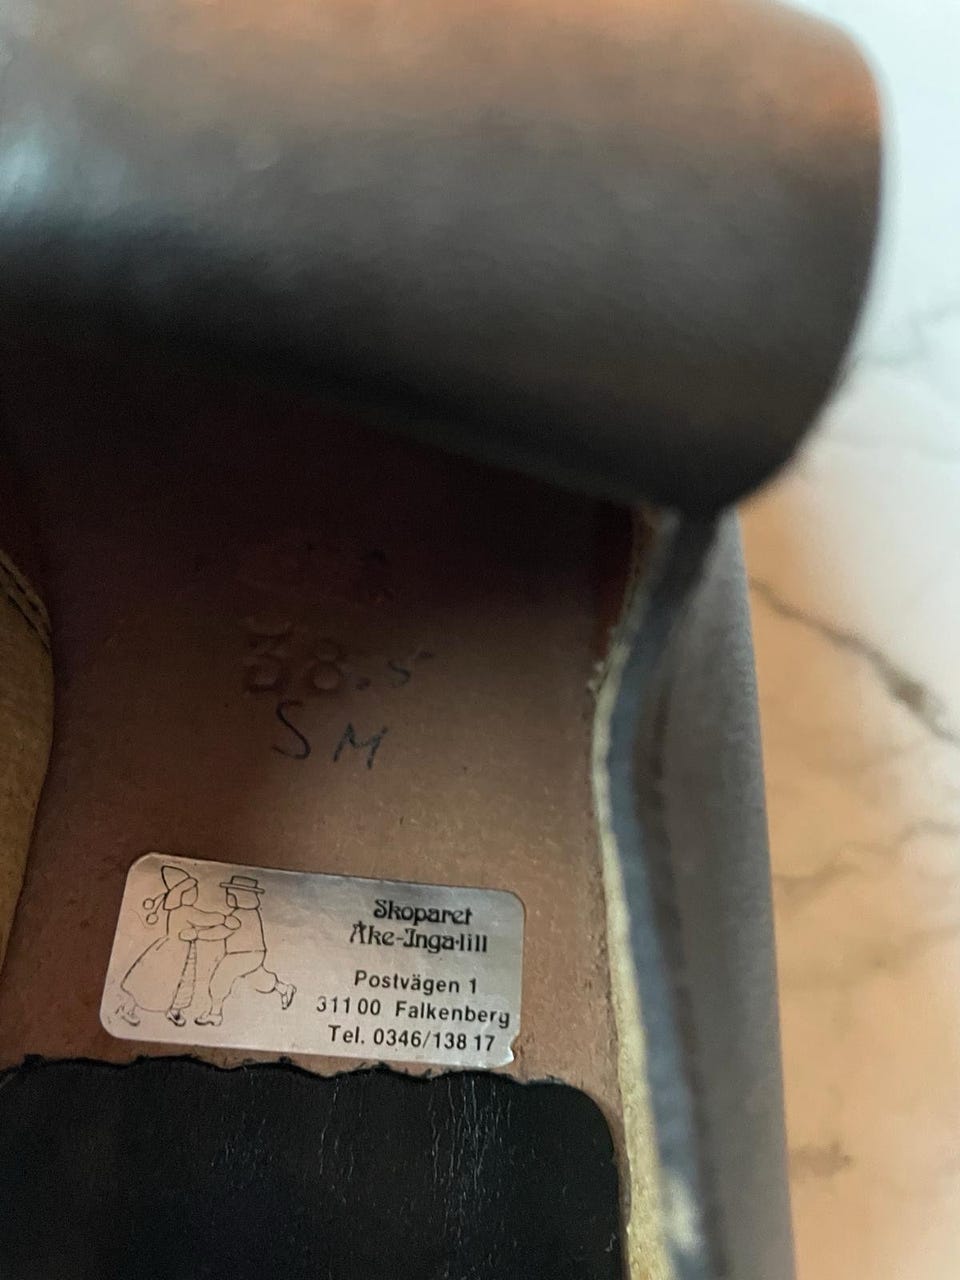 38.5
SM
Skoparet
Åke-Inga-lill
Postvägen 1
311 00 Falkenberg
Tel. 0346/138 17